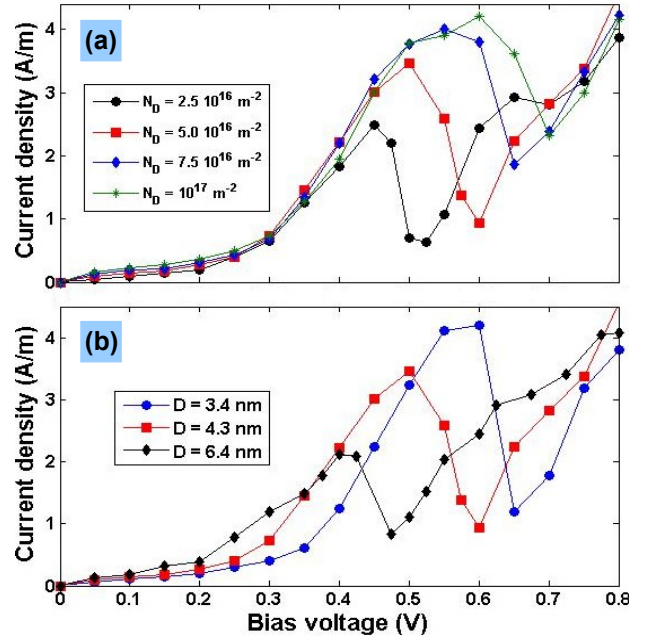 (a)
Current density (A/m)
4
3
2
1
0
N_D = 2.5 10^16 m^-2
N_D = 5.0 10^16 m^-2
N_D = 7.5 10^16 m^-2
N_D = 10^17 m^-2
(b)
Current density (A/m)
4
3
2
1
0
D = 3.4 nm
D = 4.3 nm
D = 6.4 nm
0 0.1 0.2 0.3 0.4 0.5 0.6 0.7 0.8
Bias voltage (V)